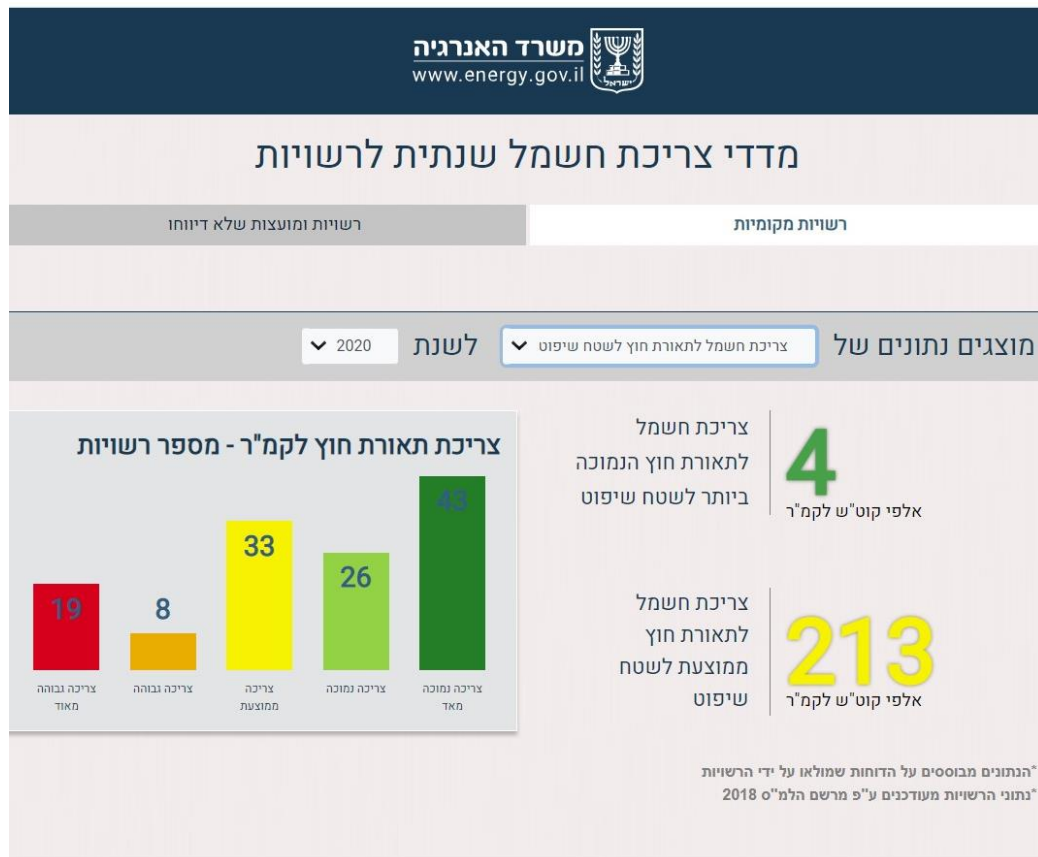 משרד האנרגיה
www.energy.gov.il
ישראל
מדדי צריכת חשמל שנתית לרשויות
רשויות מקומיות
רשויות ומועצות שלא דיווחו
מוצגים נתונים של
צריכת חשמל לתאורת חוץ לשטח שיפוט
לשנת
2020
4
אלפי קוט"ש לקמ"ר
צריכת חשמל
לתאורת חוץ הנמוכה
ביותר לשטח שיפוט
213
אלפי קוט"ש לקמ"ר
צריכת חשמל
לתאורת חוץ
ממוצעת לשטח
שיפוט
צריכת תאורת חוץ לקמ"ר - מספר רשויות
43
26
33
8
19
צריכה נמוכה
מאד
צריכה נמוכה
צריכה
ממוצעת
צריכה גבוהה
צריכה גבוהה
מאוד
*הנתונים מבוססים על הדוחות שמולאו על ידי הרשויות
*נתוני הרשויות מעודכנים ע"פ מרשם הלמ"ס 2018